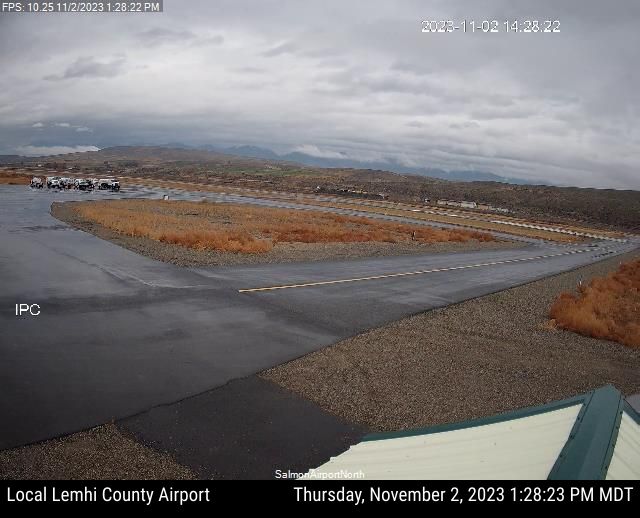 FPS: 10.25 11/2/2023 1:28:22 PM
2023-11-02 14:28:22
IPC
SalmonAirportNorth
Local Lemhi County Airport Thursday, November 2, 2023 1:28:23 PM MDT